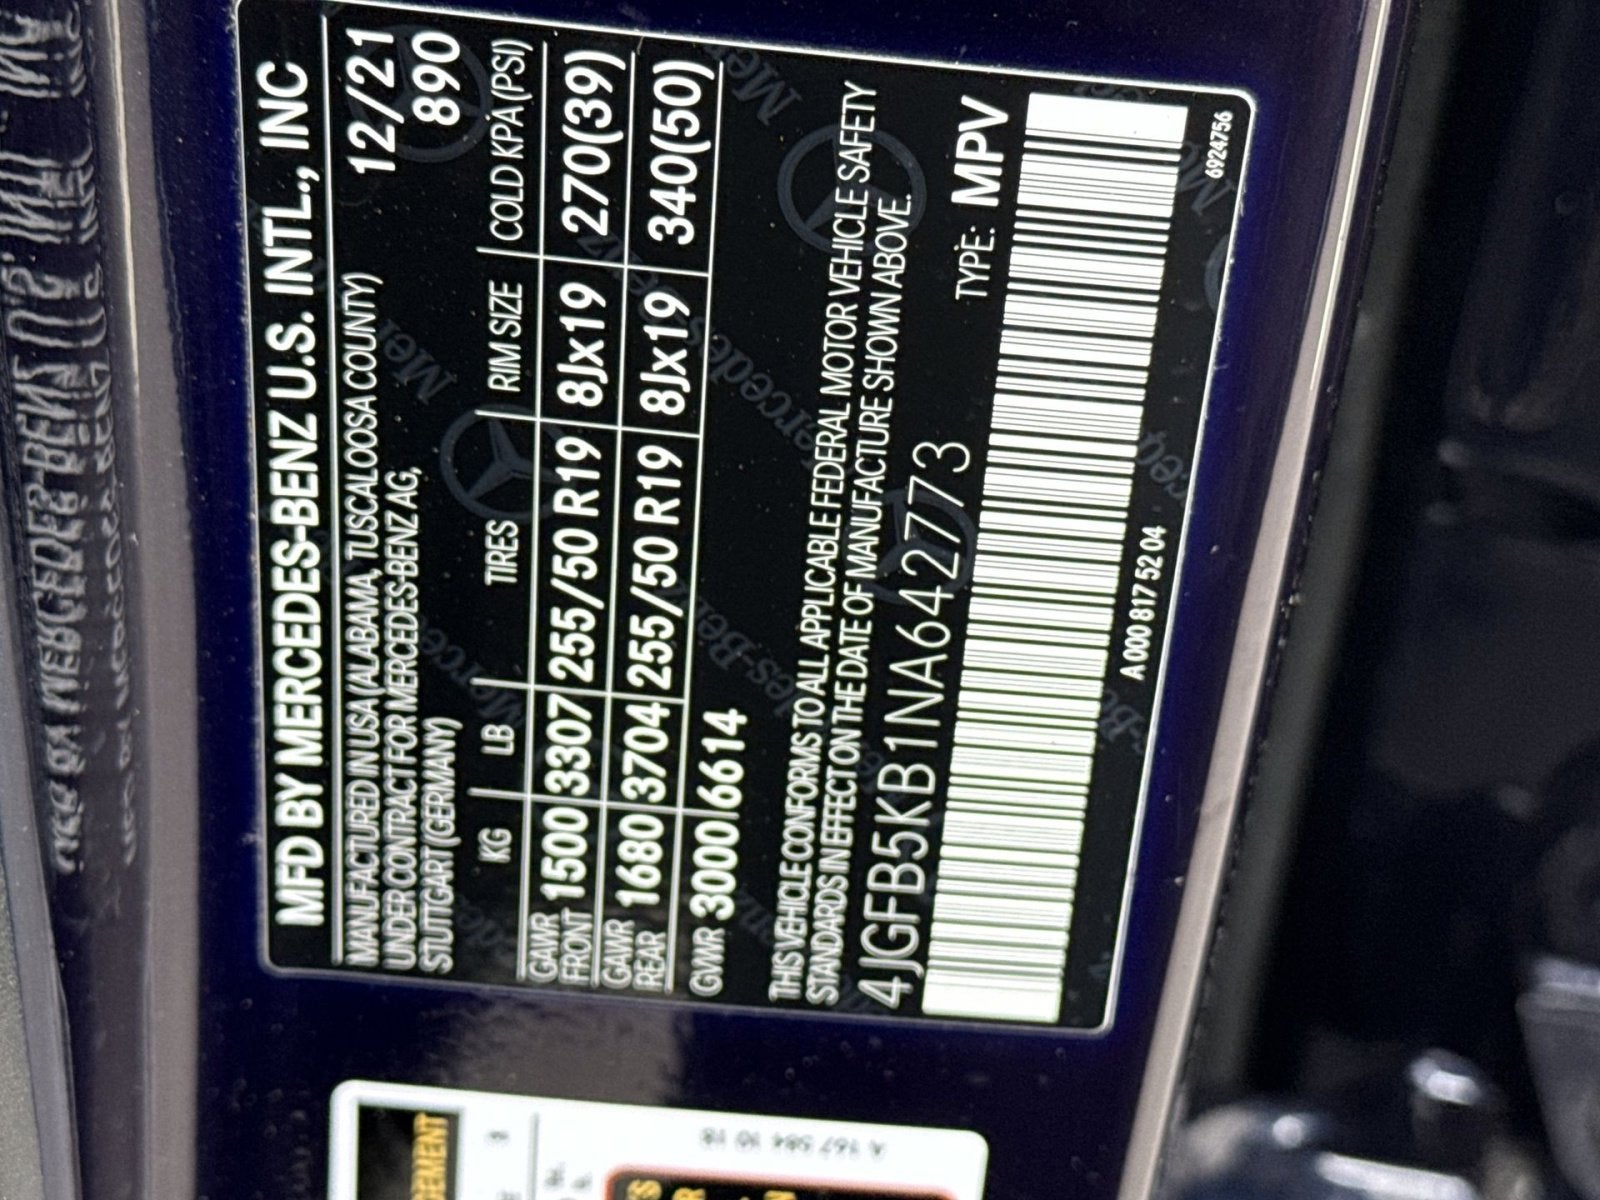 MFD BY MERCEDES-BENZ U.S. INTL., INC
MANUFACTURED IN USA (ALABAMA, TUSCALOOSA COUNTY) 12/21
UNDER CONTRACT FOR MERCEDES-BENZ AG,
STUTTGART (GERMANY) 890
KG LB TIRES RIM SIZE COLD KPA (PSI)
GAWR FRONT 1500 3307 255/50 R19 8Jx19 270(39)
GAWR REAR 1680 3704 255/50 R19 8Jx19 340(50)
GVWR 3000 6614
THIS VEHICLE CONFORMS TO ALL APPLICABLE FEDERAL MOTOR VEHICLE SAFETY
STANDARDS IN EFFECT ON THE DATE OF MANUFACTURE SHOWN ABOVE.
4JGFB5KB1NA642773 TYPE: MPV
A 000 817 52 04 6924756
A 167 584 10 18